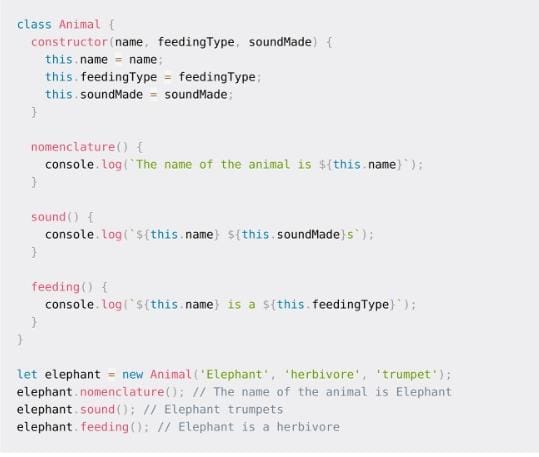 class Animal {
  constructor(name, feedingType, soundMade) {
    this.name = name;
    this.feedingType = feedingType;
    this.soundMade = soundMade;
  }

  nomenclature() {
    console.log(`The name of the animal is ${this.name}`);
  }

  sound() {
    console.log(`${this.name} ${this.soundMade}s`);
  }

  feeding() {
    console.log(`${this.name} is a ${this.feedingType}`);
  }
}

let elephant = new Animal('Elephant', 'herbivore', 'trumpet');
elephant.nomenclature(); // The name of the animal is Elephant
elephant.sound(); // Elephant trumpets
elephant.feeding(); // Elephant is a herbivore